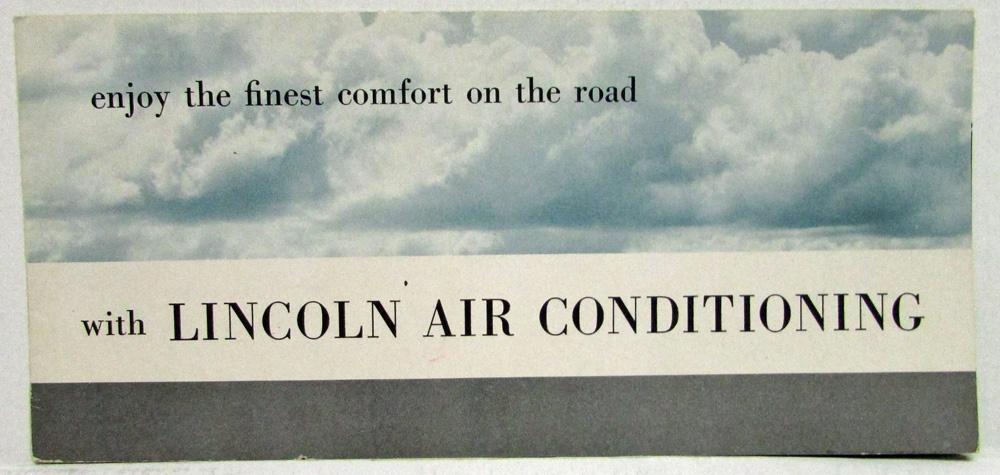 enjoy the finest comfort on the road
with LINCOLN AIR CONDITIONING